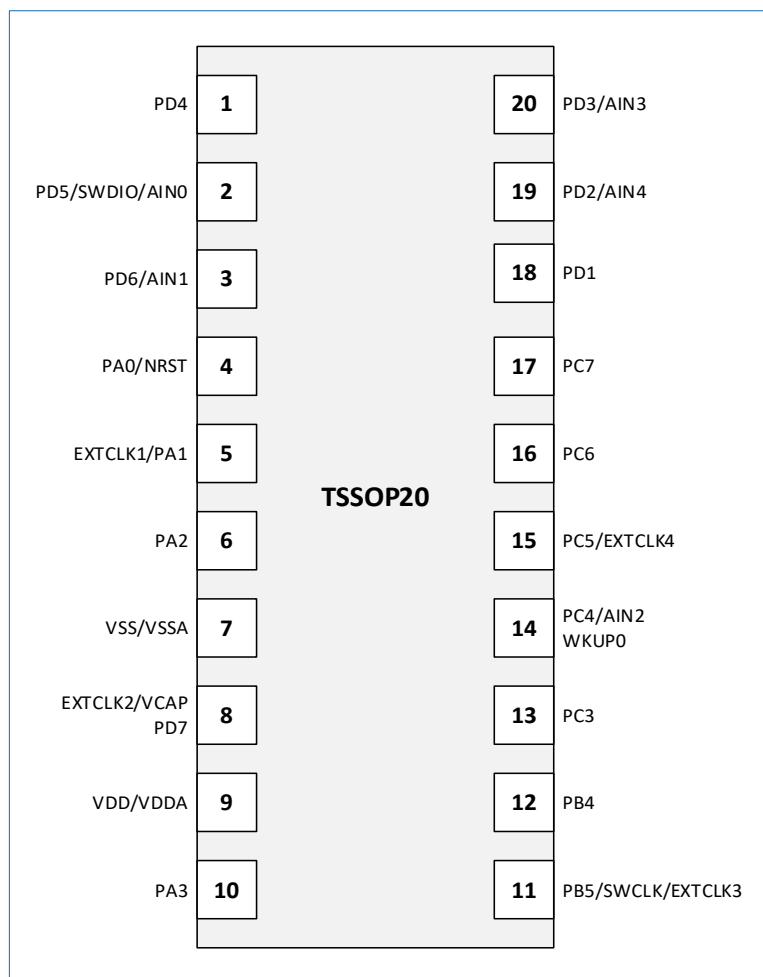 PD4
1
20
PD3/AIN3
PD5/SWDIO/AIN0
2
19
PD2/AIN4
PD6/AIN1
3
18
PD1
PA0/NRST
4
17
PC7
EXTCLK1/PA1
5
16
PC6
TSSOP20
PA2
6
15
PC5/EXTCLK4
VSS/VSSA
7
14
PC4/AIN2
WKUP0
EXTCLK2/VCAP
PD7
8
13
PC3
VDD/VDDA
9
12
PB4
PA3
10
11
PB5/SWCLK/EXTCLK3